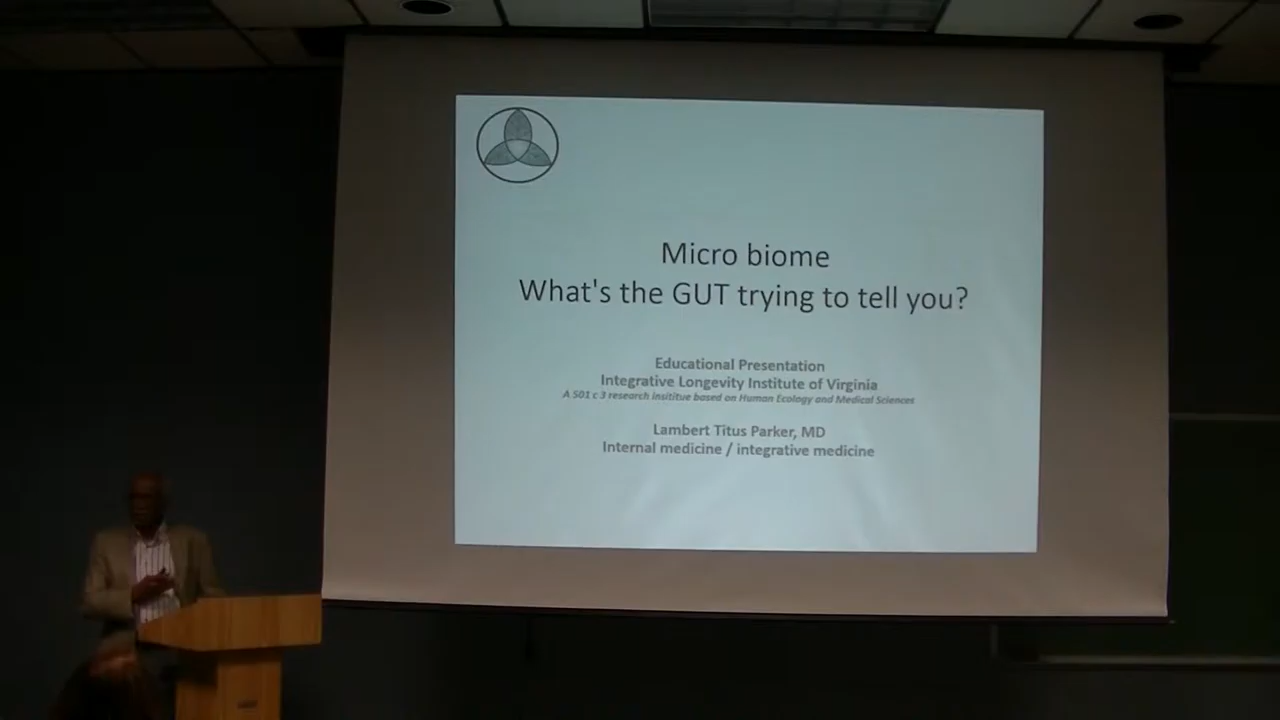 Micro biome
What's the GUT trying to tell you?
Educational Presentation
Integrative Longevity Institute of Virginia
A 501 c 3 research insititue based on Human Ecology and Medical Sciences
Lambert Titus Parker, MD
Internal medicine / integrative medicine